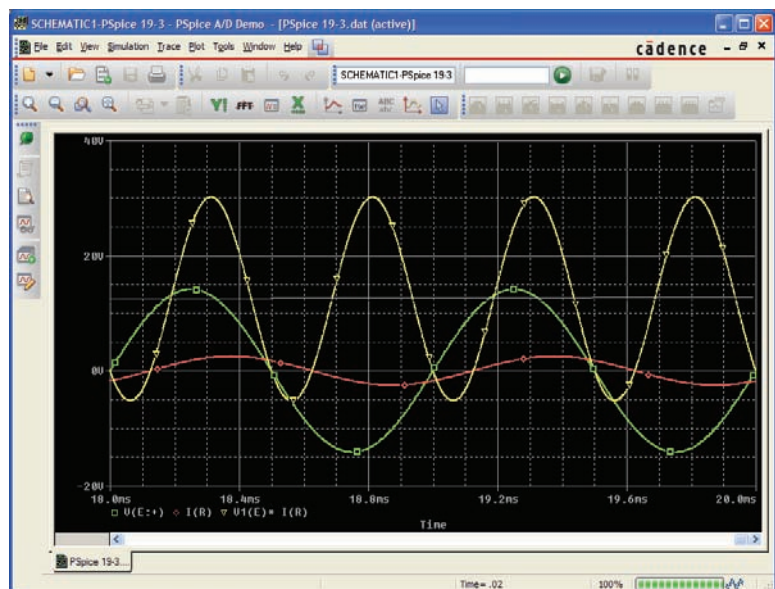 SCHEMATIC1-PSpice 19-3 - PSpice A/D Demo - [PSpice 19-3.dat (active)]
File Edit View Simulation Trace Plot Tools Window Help
cādence
SCHEMATIC1-PSpice 19-3
FFT
40V
20V
0V
-20V
18.0ms 18.4ms 18.8ms 19.2ms 19.6ms 20.0ms
V(E:+) I(R) V1(E)* I(R)
Time
PSpice 19-3....
Time= .02 100%